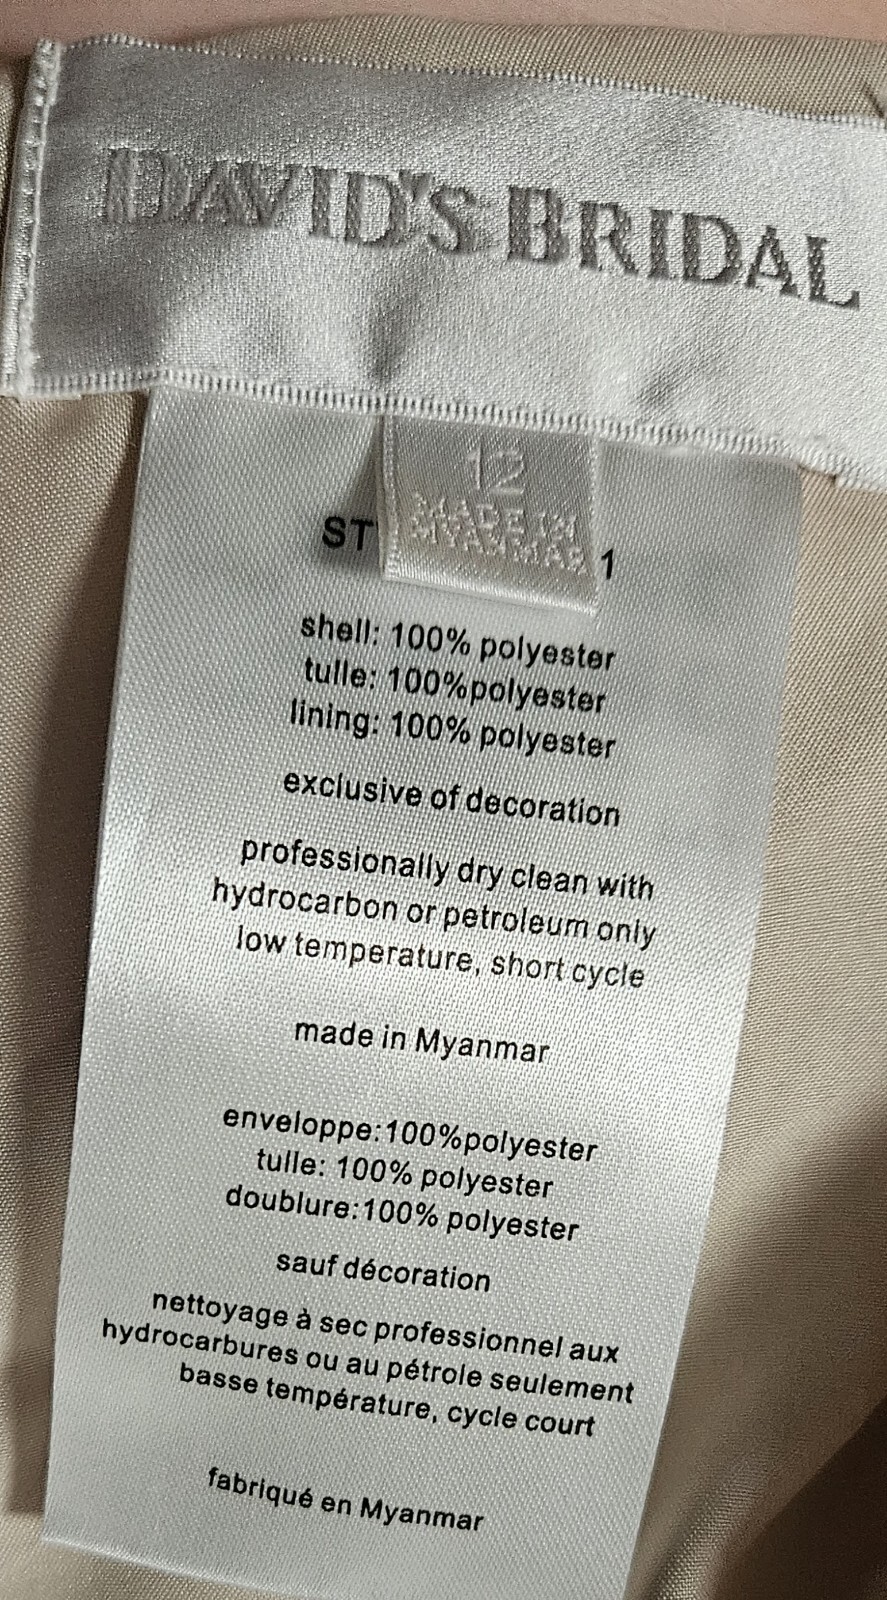 DAVID'S BRIDAL
12
MADE IN
MYANMAR
ST 1
shell: 100% polyester
tulle: 100%polyester
lining: 100% polyester
exclusive of decoration
professionally dry clean with
hydrocarbon or petroleum only
low temperature, short cycle
made in Myanmar
enveloppe:100%polyester
tulle: 100% polyester
doublure:100% polyester
sauf décoration
nettoyage à sec professionnel aux
hydrocarbures ou au pétrole seulement
basse température, cycle court
fabriqué en Myanmar